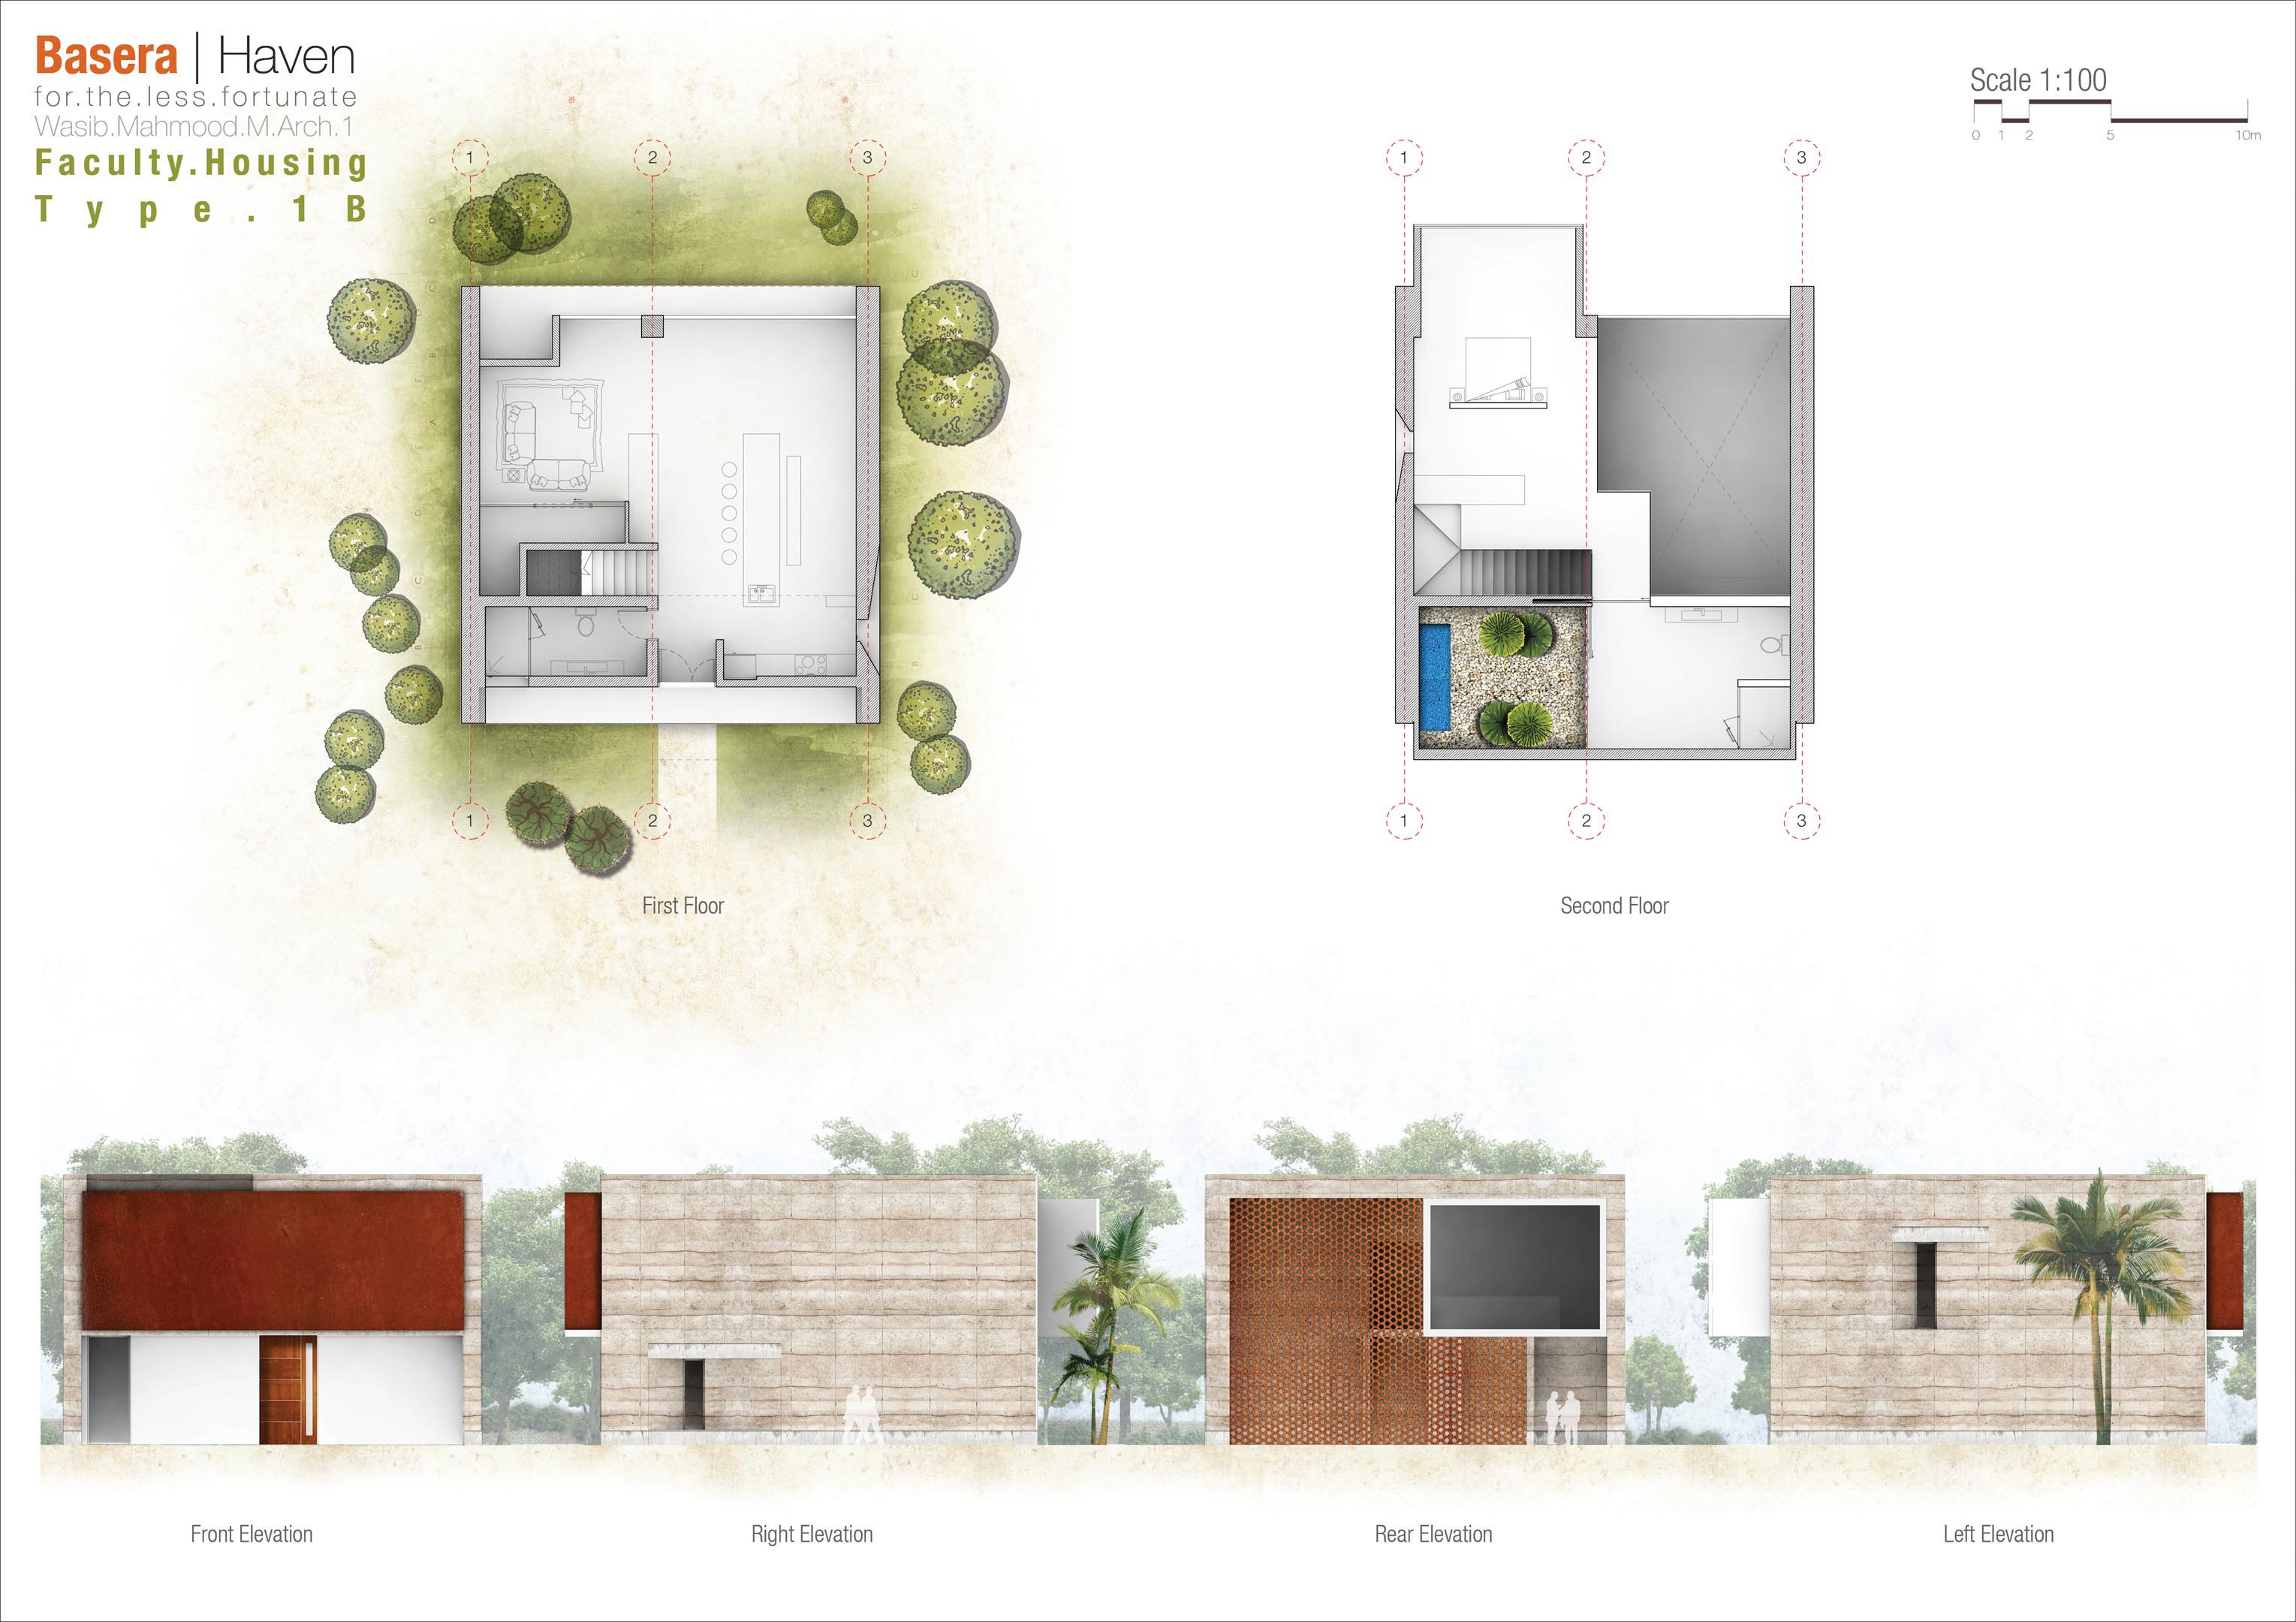 Basera | Haven
for.the.less.fortunate
Wasib.Mahmood.M.Arch.1
Faculty.Housing
Type.1B
Scale 1:100
0 1 2 5 10m
1 2 3
1 2 3
1 2 3
1 2 3
First Floor
Second Floor
Front Elevation
Right Elevation
Rear Elevation
Left Elevation